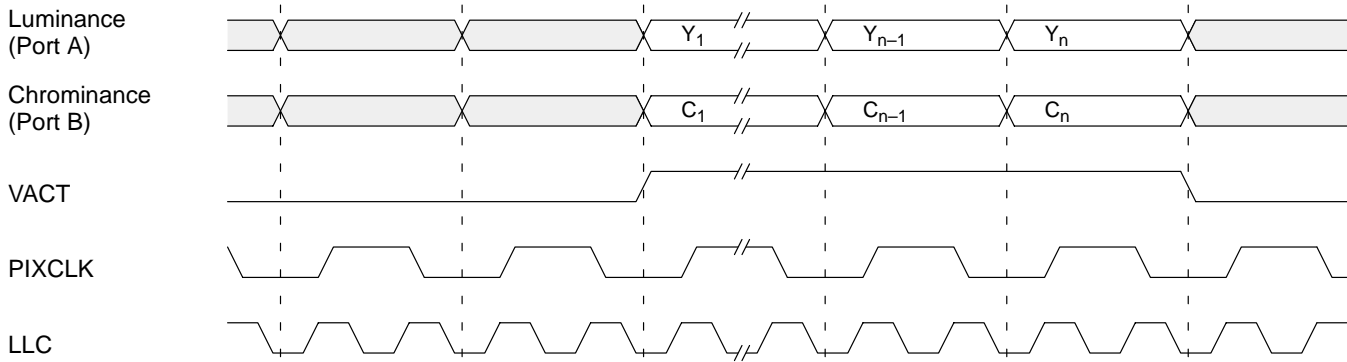 Luminance
(Port A)
Y₁ Yₙ₋₁ Yₙ
Chrominance
(Port B)
C₁ Cₙ₋₁ Cₙ
VACT
PIXCLK
LLC